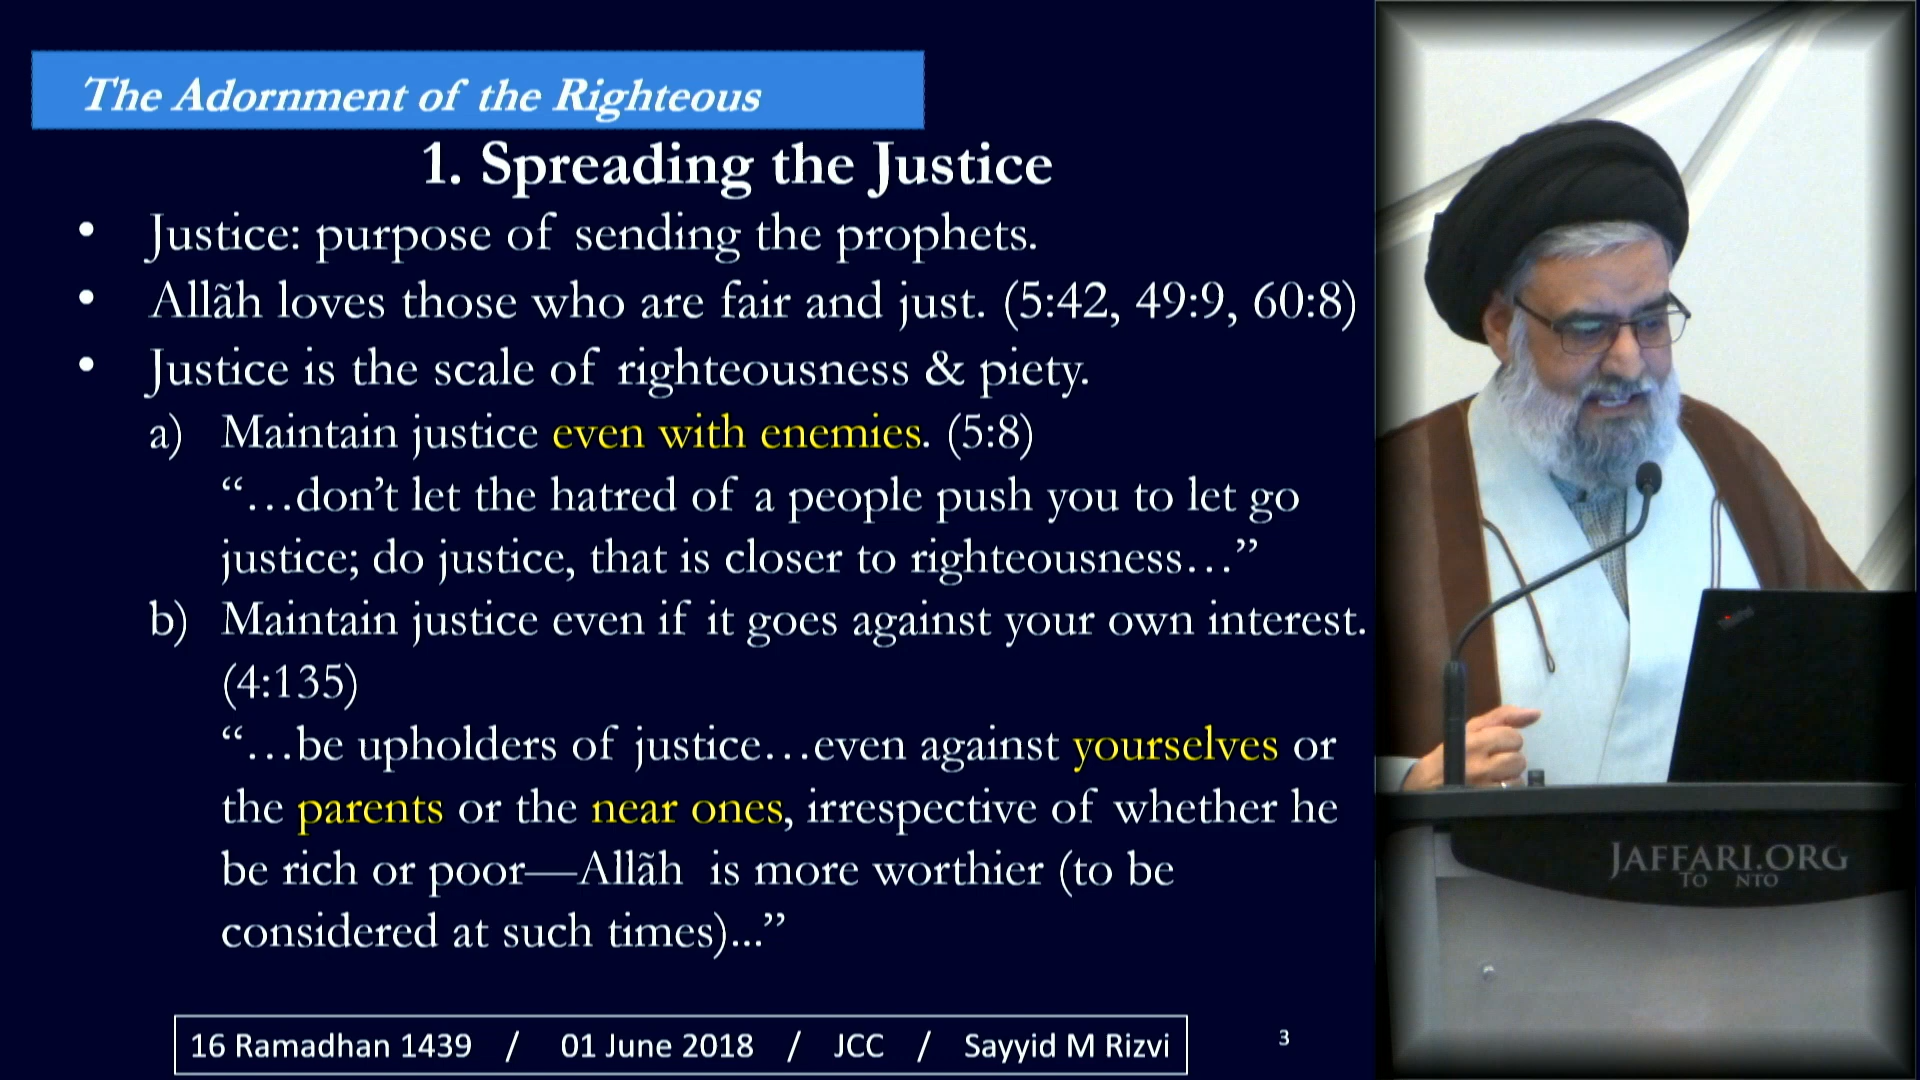 The Adornment of the Righteous
1. Spreading the Justice
• Justice: purpose of sending the prophets.
• Allãh loves those who are fair and just. (5:42, 49:9, 60:8)
• Justice is the scale of righteousness & piety.
a) Maintain justice even with enemies. (5:8)
“…don’t let the hatred of a people push you to let go
justice; do justice, that is closer to righteousness…”
b) Maintain justice even if it goes against your own interest.
(4:135)
“…be upholders of justice…even against yourselves or
the parents or the near ones, irrespective of whether he
be rich or poor—Allãh is more worthier (to be
considered at such times)...”
16 Ramadhan 1439 / 01 June 2018 / JCC / Sayyid M Rizvi
3
ThinkPad
JAFFARI.ORG